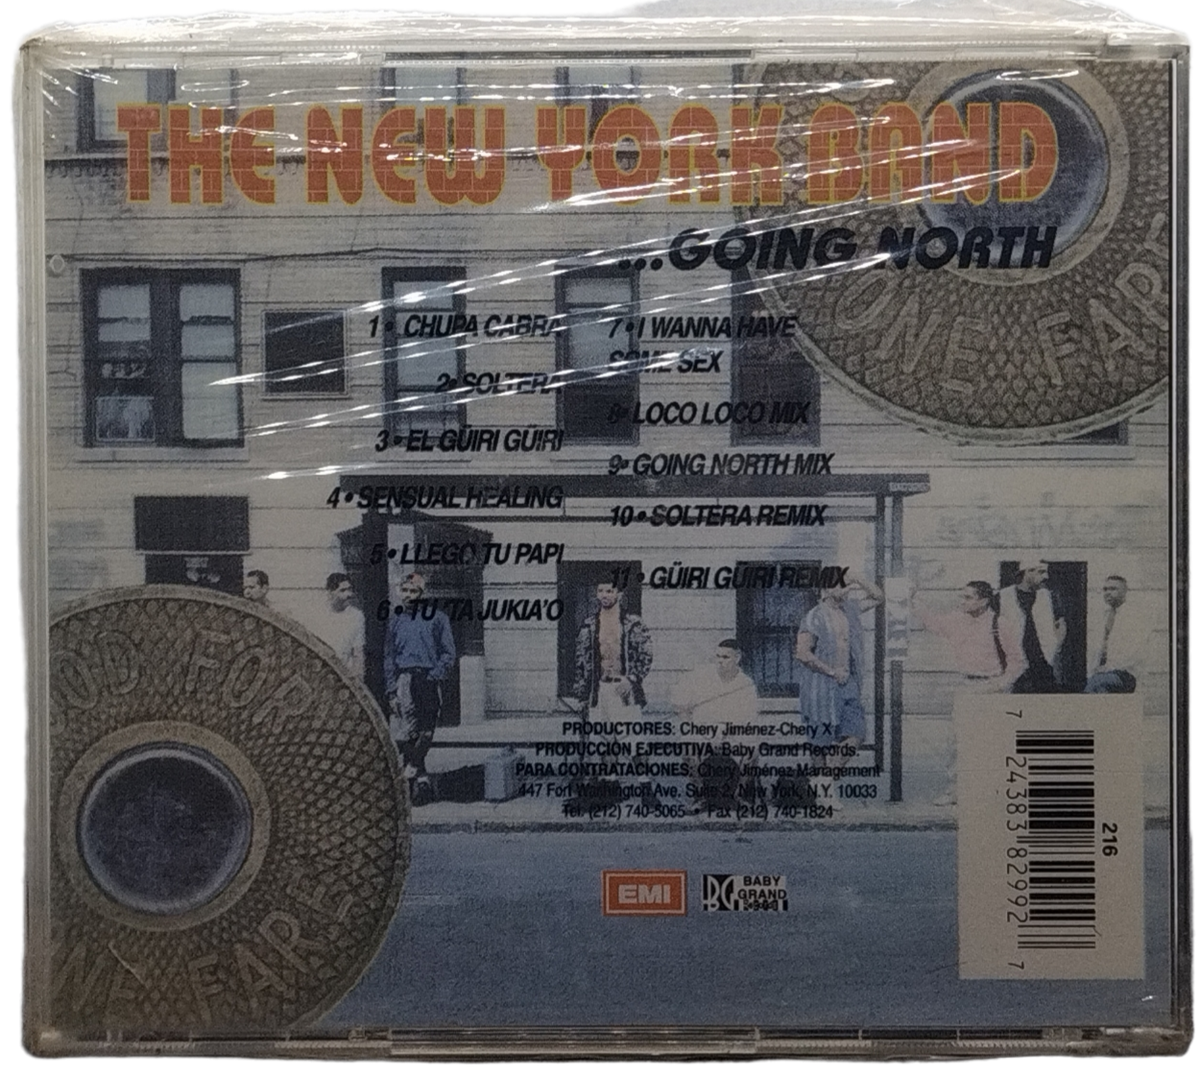 THE NEW YORK BAND
...GOING NORTH
1 • CHUPA CABRA
2 • SOLTERA
3 • EL GÜIRI GÜIRI
4 • SENSUAL HEALING
5 • LLEGO TU PAPI
6 • TU 'TA JUKIA'O
7 • I WANNA HAVE
SOME SEX
8 • LOCO LOCO MIX
9 • GOING NORTH MIX
10 • SOLTERA REMIX
11 • GÜIRI GÜIRI REMIX
ONE FAR
OD FOR
FARE
PRODUCTORES: Chery Jiménez-Chery X
PRODUCCIÓN EJECUTIVA: Baby Grand Records.
PARA CONTRATACIONES: Chery Jiménez Management
447 Fort Washington Ave. Suite 2, New York, N.Y. 10033
Tel. (212) 740-5065 • Fax (212) 740-1824
EMI
BG BABY
GRAND
7 24383 82992 7
216